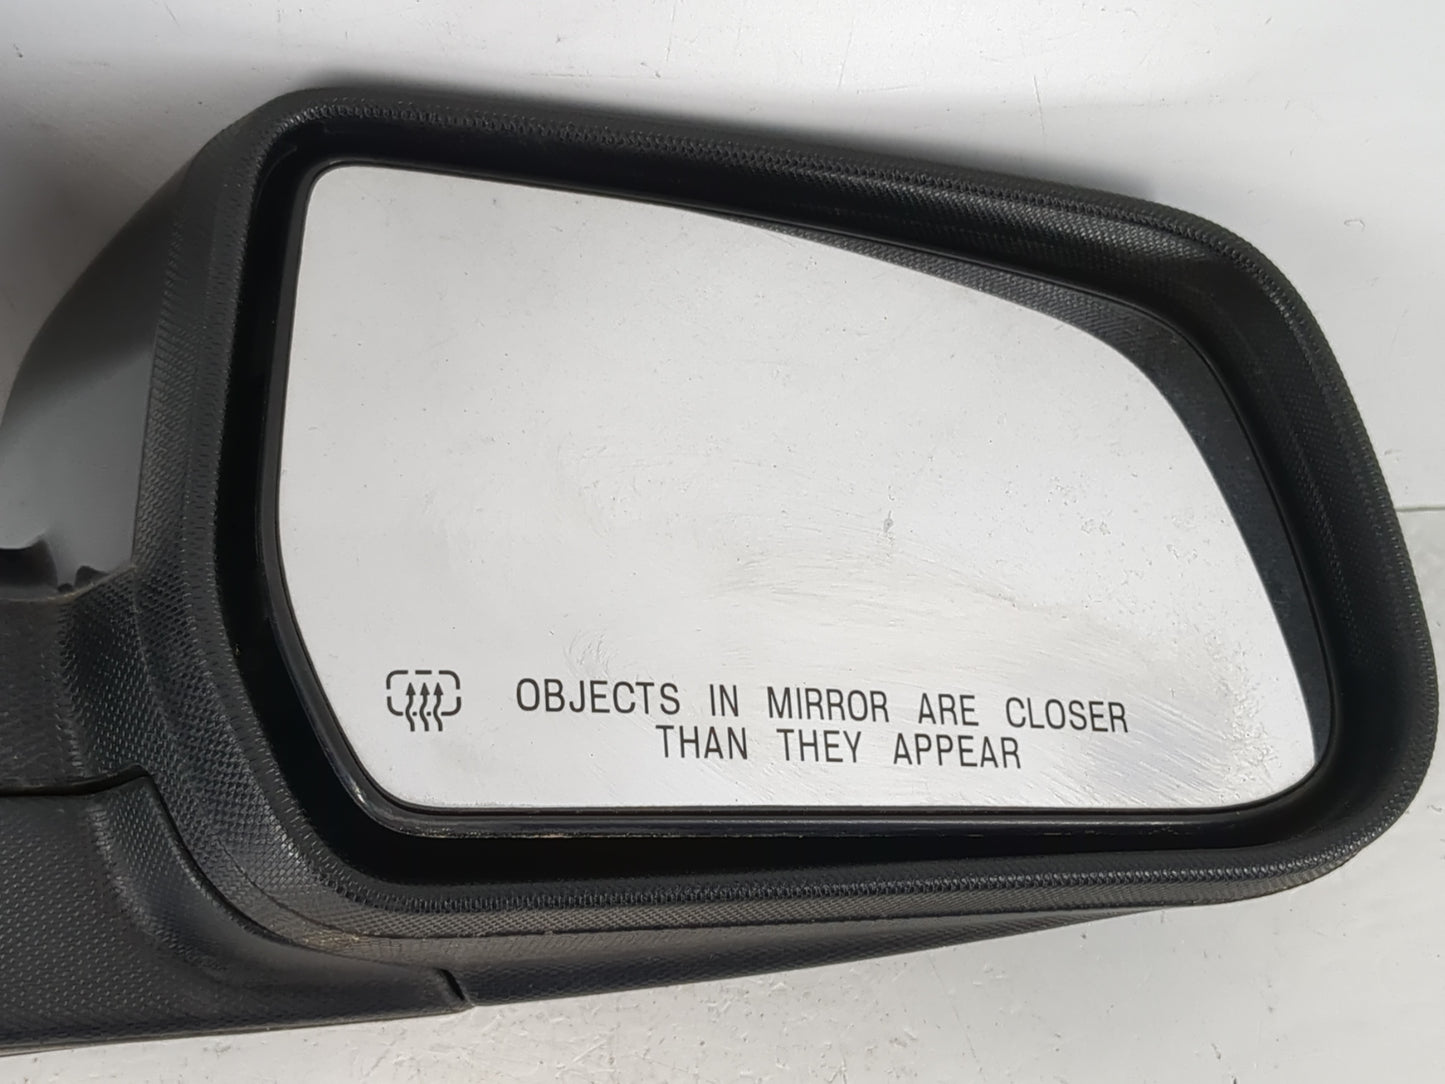 OBJECTS IN MIRROR ARE CLOSER
THAN THEY APPEAR